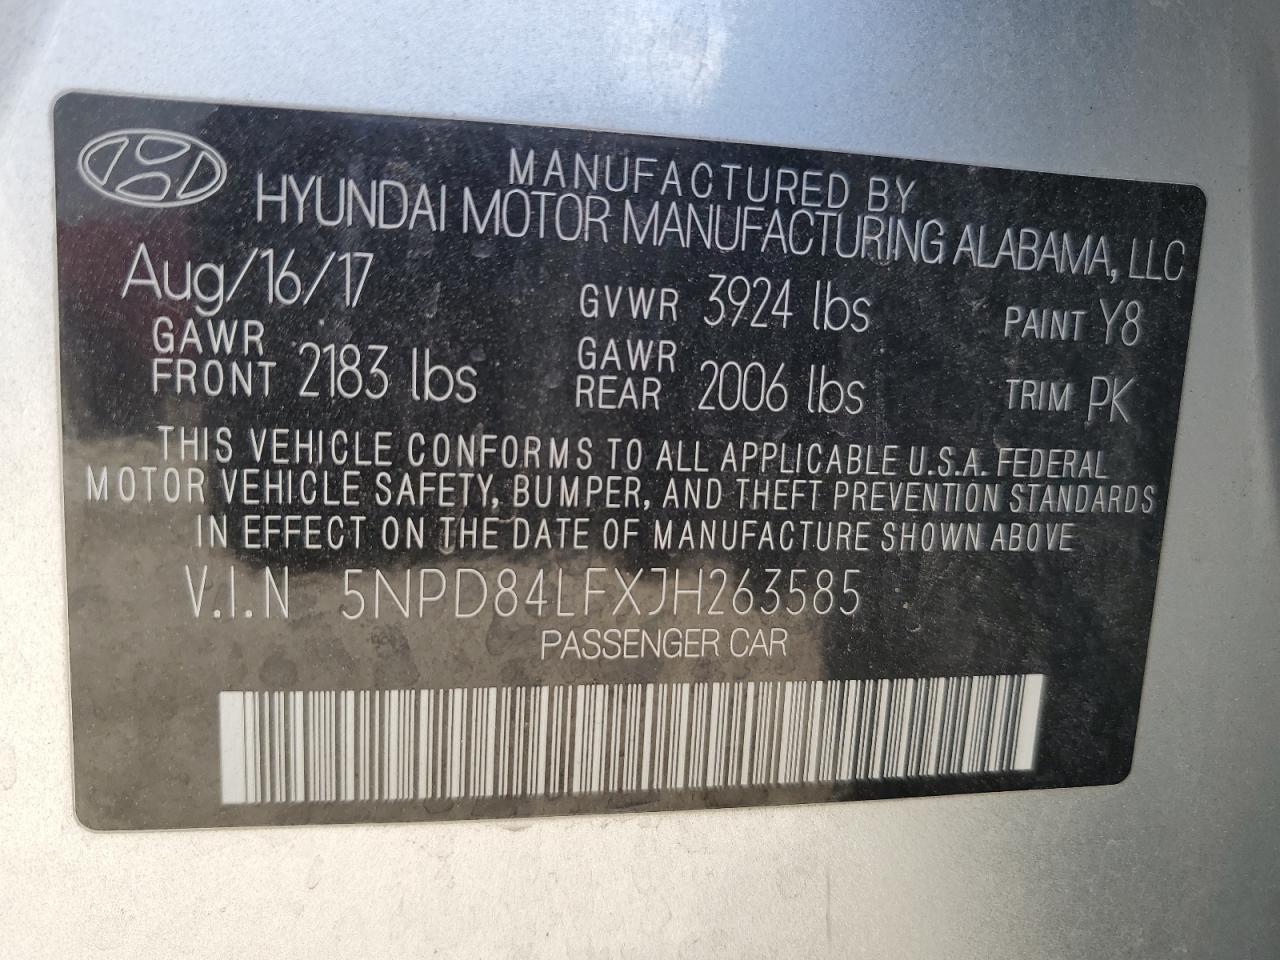 MANUFACTURED BY
HYUNDAI MOTOR MANUFACTURING ALABAMA, LLC
Aug/16/17 GVWR 3924 lbs PAINT Y8
GAWR FRONT 2183 lbs GAWR REAR 2006 lbs TRIM PK
THIS VEHICLE CONFORMS TO ALL APPLICABLE U.S.A. FEDERAL
MOTOR VEHICLE SAFETY, BUMPER, AND THEFT PREVENTION STANDARDS
IN EFFECT ON THE DATE OF MANUFACTURE SHOWN ABOVE
V.I.N 5NPD84LFXJH263585
PASSENGER CAR